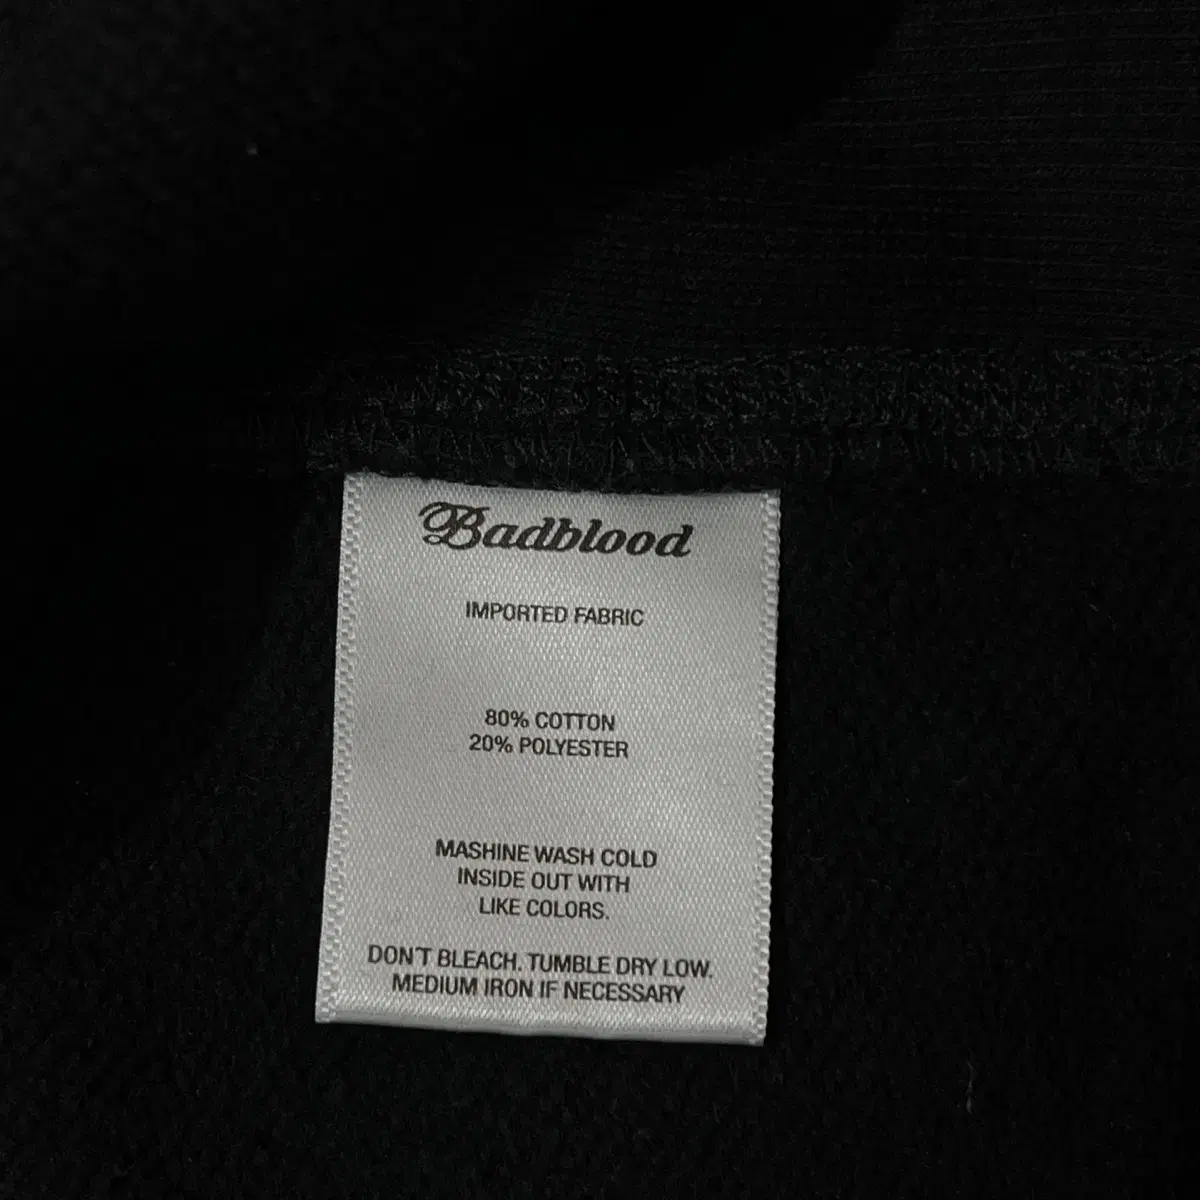 Badblood
IMPORTED FABRIC
80% COTTON
20% POLYESTER
MASHINE WASH COLD
INSIDE OUT WITH
LIKE COLORS.
DON'T BLEACH. TUMBLE DRY LOW.
MEDIUM IRON IF NECESSARY